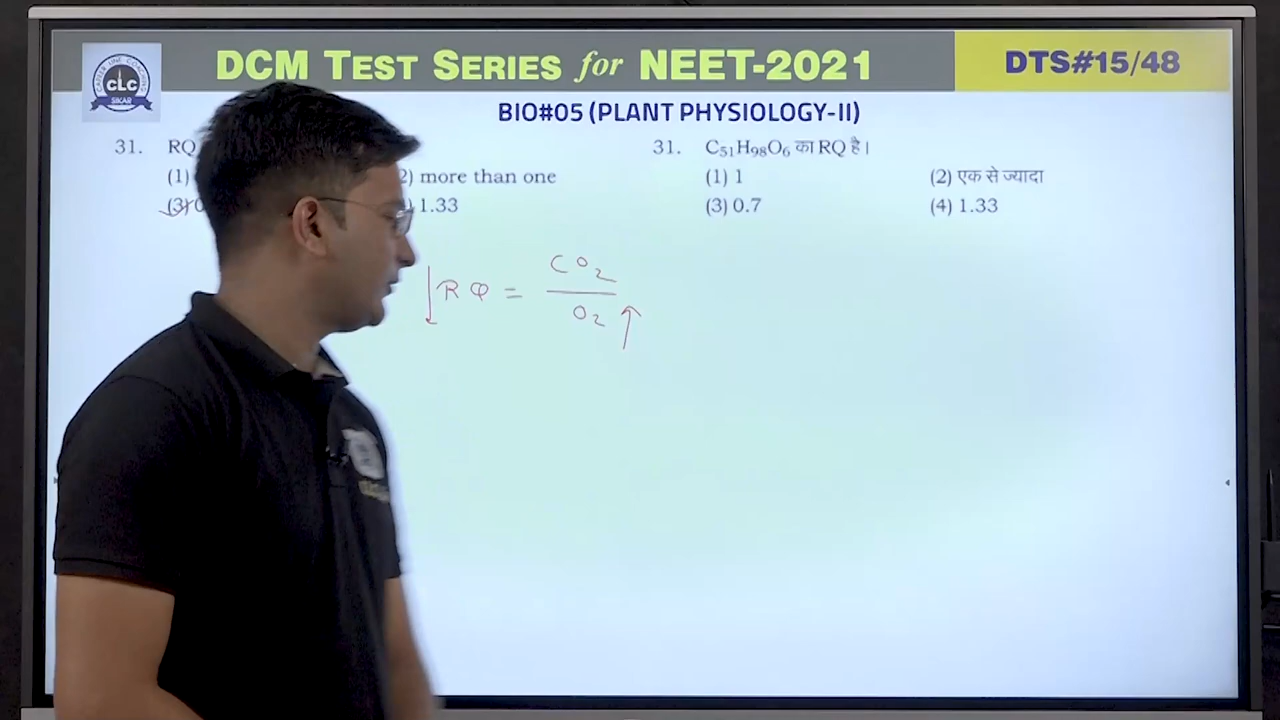 DCM TEST SERIES for NEET-2021
DTS#15/48
CLC
SIKAR
BIO#05 (PLANT PHYSIOLOGY-II)
31. RQ
(1)
2) more than one
(3) 0
) 1.33
31. C₅₁H₉₈O₆ का RQ है।
(1) 1
(2) एक से ज्यादा
(3) 0.7
(4) 1.33
↓RQ = CO₂
O₂ ↑